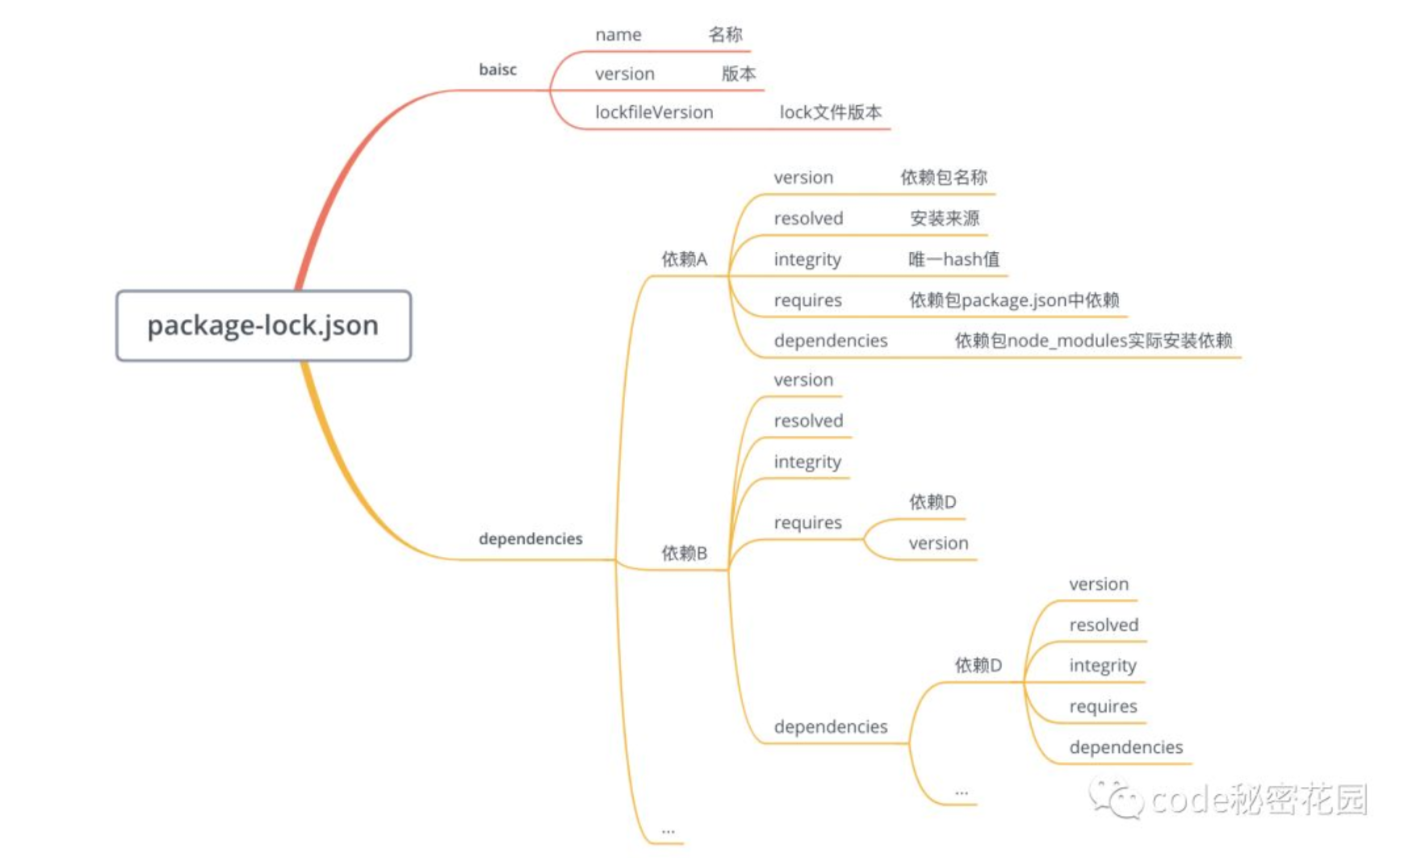 package-lock.json
baisc
name 名称
version 版本
lockfileVersion lock文件版本
dependencies
依赖A
version 依赖包名称
resolved 安装来源
integrity 唯一hash值
requires 依赖包package.json中依赖
dependencies 依赖包node_modules实际安装依赖
依赖B
version
resolved
integrity
requires
依赖D
version
dependencies
依赖D
version
resolved
integrity
requires
dependencies
...
...
code秘密花园